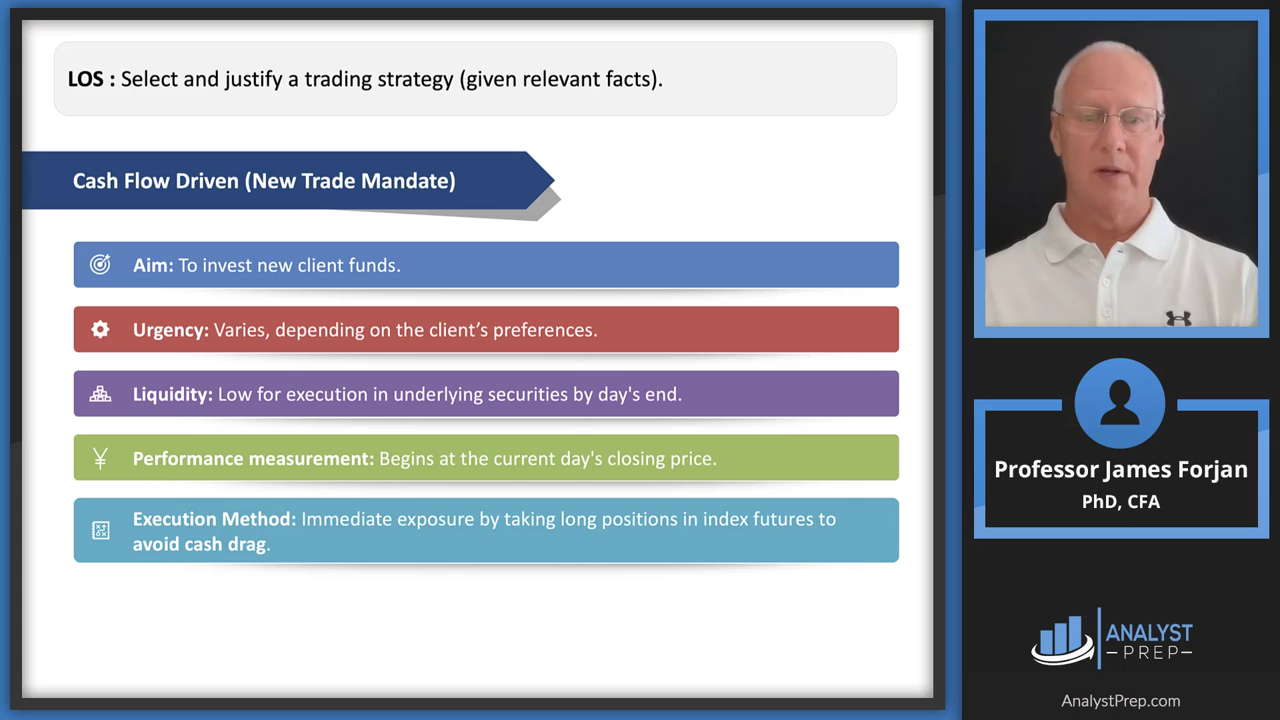 LOS : Select and justify a trading strategy (given relevant facts).
Cash Flow Driven (New Trade Mandate)
Aim: To invest new client funds.
Urgency: Varies, depending on the client’s preferences.
Liquidity: Low for execution in underlying securities by day's end.
Performance measurement: Begins at the current day's closing price.
Execution Method: Immediate exposure by taking long positions in index futures to
avoid cash drag.
Professor James Forjan
PhD, CFA
ANALYST
PREP
AnalystPrep.com